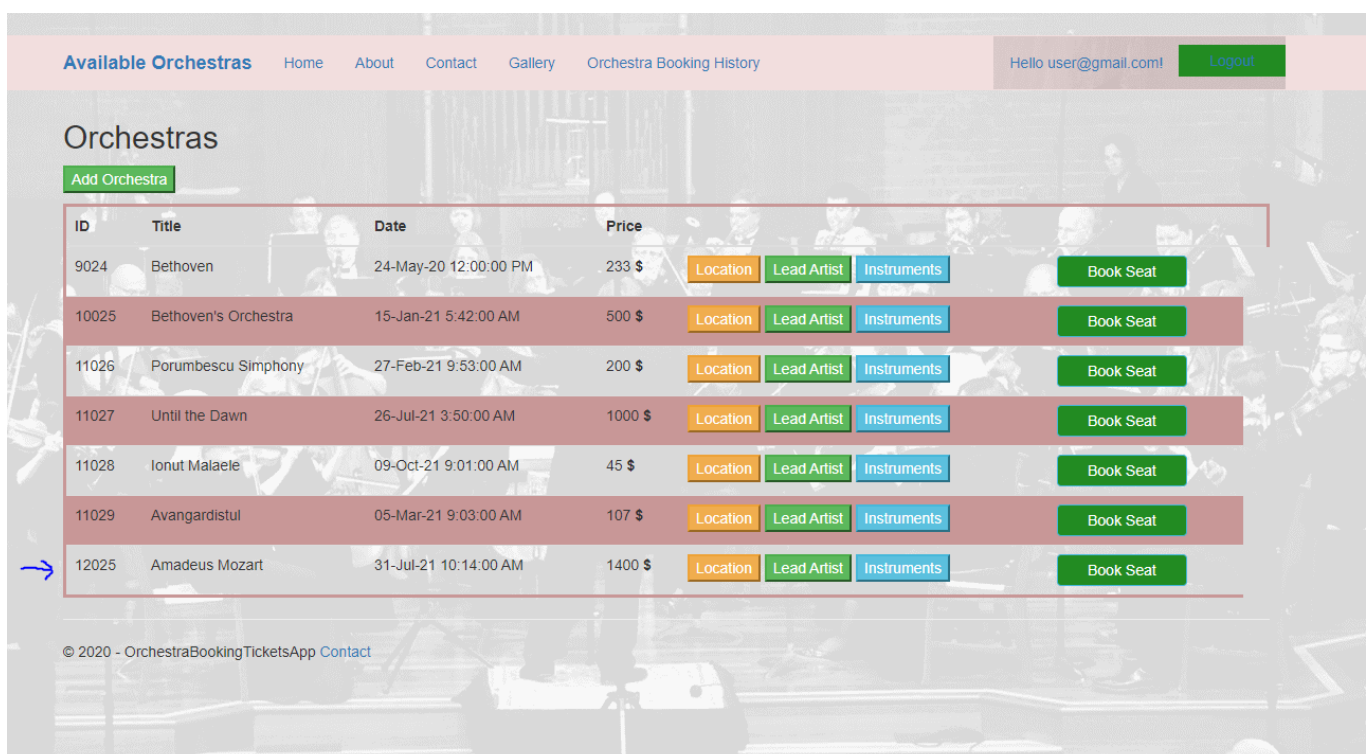 Available Orchestras Home About Contact Gallery Orchestra Booking History Hello user@gmail.com! Logout
Orchestras
Add Orchestra
ID Title Date Price
9024 Bethoven 24-May-20 12:00:00 PM 233 $ Location Lead Artist Instruments Book Seat
10025 Bethoven's Orchestra 15-Jan-21 5:42:00 AM 500 $ Location Lead Artist Instruments Book Seat
11026 Porumbescu Simphony 27-Feb-21 9:53:00 AM 200 $ Location Lead Artist Instruments Book Seat
11027 Until the Dawn 26-Jul-21 3:50:00 AM 1000 $ Location Lead Artist Instruments Book Seat
11028 Ionut Malaele 09-Oct-21 9:01:00 AM 45 $ Location Lead Artist Instruments Book Seat
11029 Avangardistul 05-Mar-21 9:03:00 AM 107 $ Location Lead Artist Instruments Book Seat
12025 Amadeus Mozart 31-Jul-21 10:14:00 AM 1400 $ Location Lead Artist Instruments Book Seat
© 2020 - OrchestraBookingTicketsApp Contact